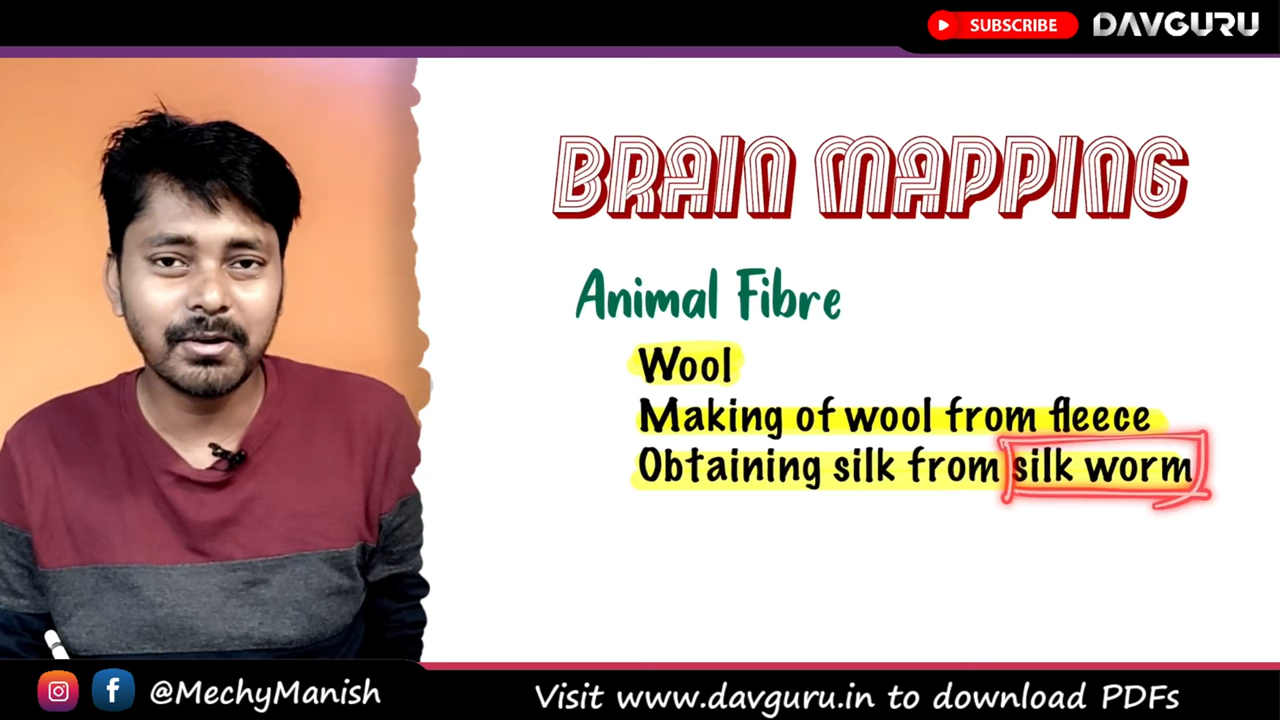 SUBSCRIBE DAVGURU
BRAIN MAPPING
Animal Fibre
Wool
Making of wool from fleece
Obtaining silk from silk worm
@MechyManish
Visit www.davguru.in to download PDFs